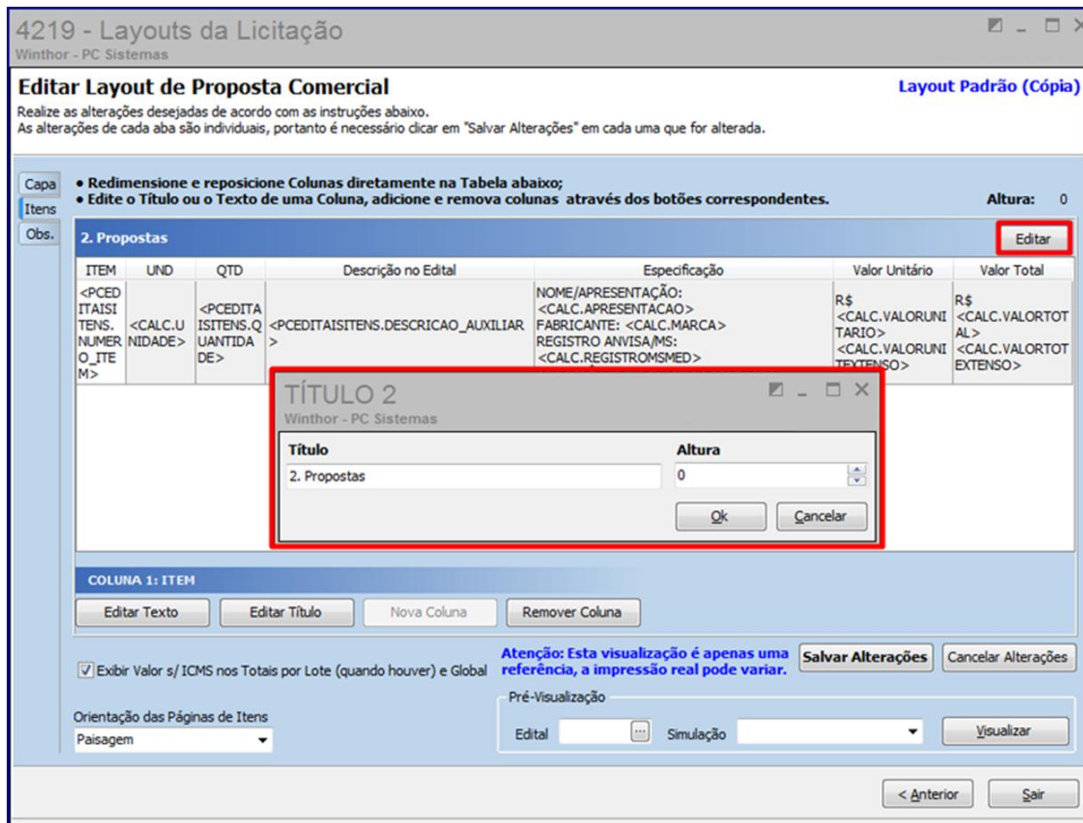 4219 - Layouts da Licitação
Winthor - PC Sistemas
Editar Layout de Proposta Comercial
Layout Padrão (Cópia)
Realize as alterações desejadas de acordo com as instruções abaixo.
As alterações de cada aba são individuais, portanto é necessário clicar em "Salvar Alterações" em cada uma que for alterada.
Capa
Itens
Obs.
• Redimensione e reposicione Colunas diretamente na Tabela abaixo;
• Edite o Título ou o Texto de uma Coluna, adicione e remova colunas através dos botões correspondentes.
Altura: 0
2. Propostas
Editar
ITEM UND QTD Descrição no Edital Especificação Valor Unitário Valor Total
<PCED
ITAISI
TENS.
NUMER
O_ITE
M>
<CALC.U
NIDADE>
<PCEDITA
ISITENS.Q
UANTIDA
DE>
<PCEDITAISITENS.DESCRICAO_AUXILIAR
>
NOME/APRESENTAÇÃO:
<CALC.APRESENTACAO>
FABRICANTE: <CALC.MARCA>
REGISTRO ANVISA/MS:
<CALC.REGISTROMSMED>
R$
<CALC.VALORUNI
TARIO>
<CALC.VALORUNI
TEXTENSO>
R$
<CALC.VALORTOT
AL>
<CALC.VALORTOT
EXTENSO>
TÍTULO 2
Winthor - PC Sistemas
Título
Altura
2. Propostas
0
Ok
Cancelar
COLUNA 1: ITEM
Editar Texto
Editar Título
Nova Coluna
Remover Coluna
Exibir Valor s/ ICMS nos Totais por Lote (quando houver) e Global
Atenção: Esta visualização é apenas uma
referência, a impressão real pode variar.
Salvar Alterações
Cancelar Alterações
Orientação das Páginas de Itens
Paisagem
Pré-Visualização
Edital
...
Simulação
Visualizar
< Anterior
Sair